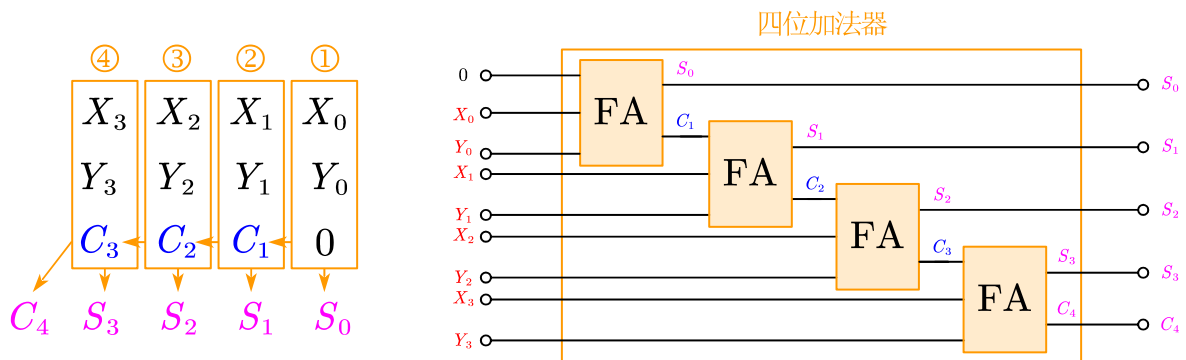 ④ ③ ② ①
X₃ X₂ X₁ X₀
Y₃ Y₂ Y₁ Y₀
C₃ C₂ C₁ 0
C₄ S₃ S₂ S₁ S₀
四位加法器
0 FA S₀ S₀
X₀
Y₀ C₁
X₁ FA S₁ S₁
Y₁ C₂
X₂ FA S₂ S₂
Y₂ C₃
X₃ FA S₃ S₃
Y₃ C₄ C₄